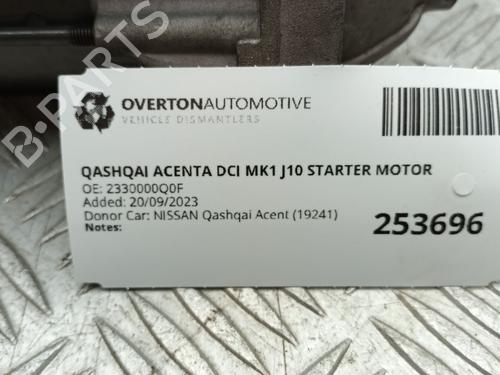 B-PARTS
OVERTONAUTOMOTIVE
VEHICLE DISMANTLERS
QASHQAI ACENTA DCI MK1 J10 STARTER MOTOR
OE: 2330000Q0F
Added: 20/09/2023
Donor Car: NISSAN Qashqai Acent (19241)
Notes:
253696